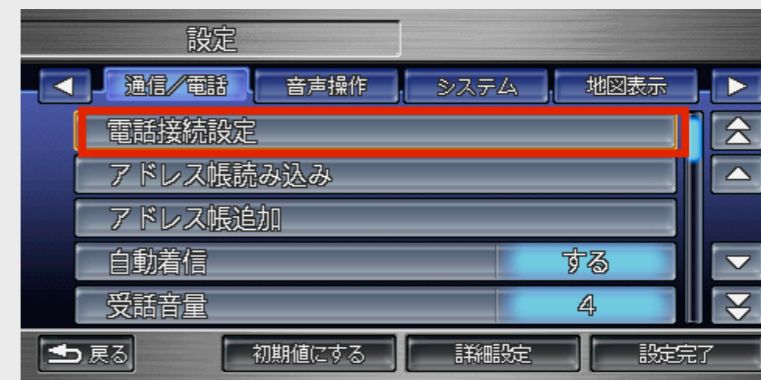 設定
通信／電話 音声操作 システム 地図表示
電話接続設定
アドレス帳読み込み
アドレス帳追加
自動着信 する
受話音量 4
戻る 初期値にする 詳細設定 設定完了